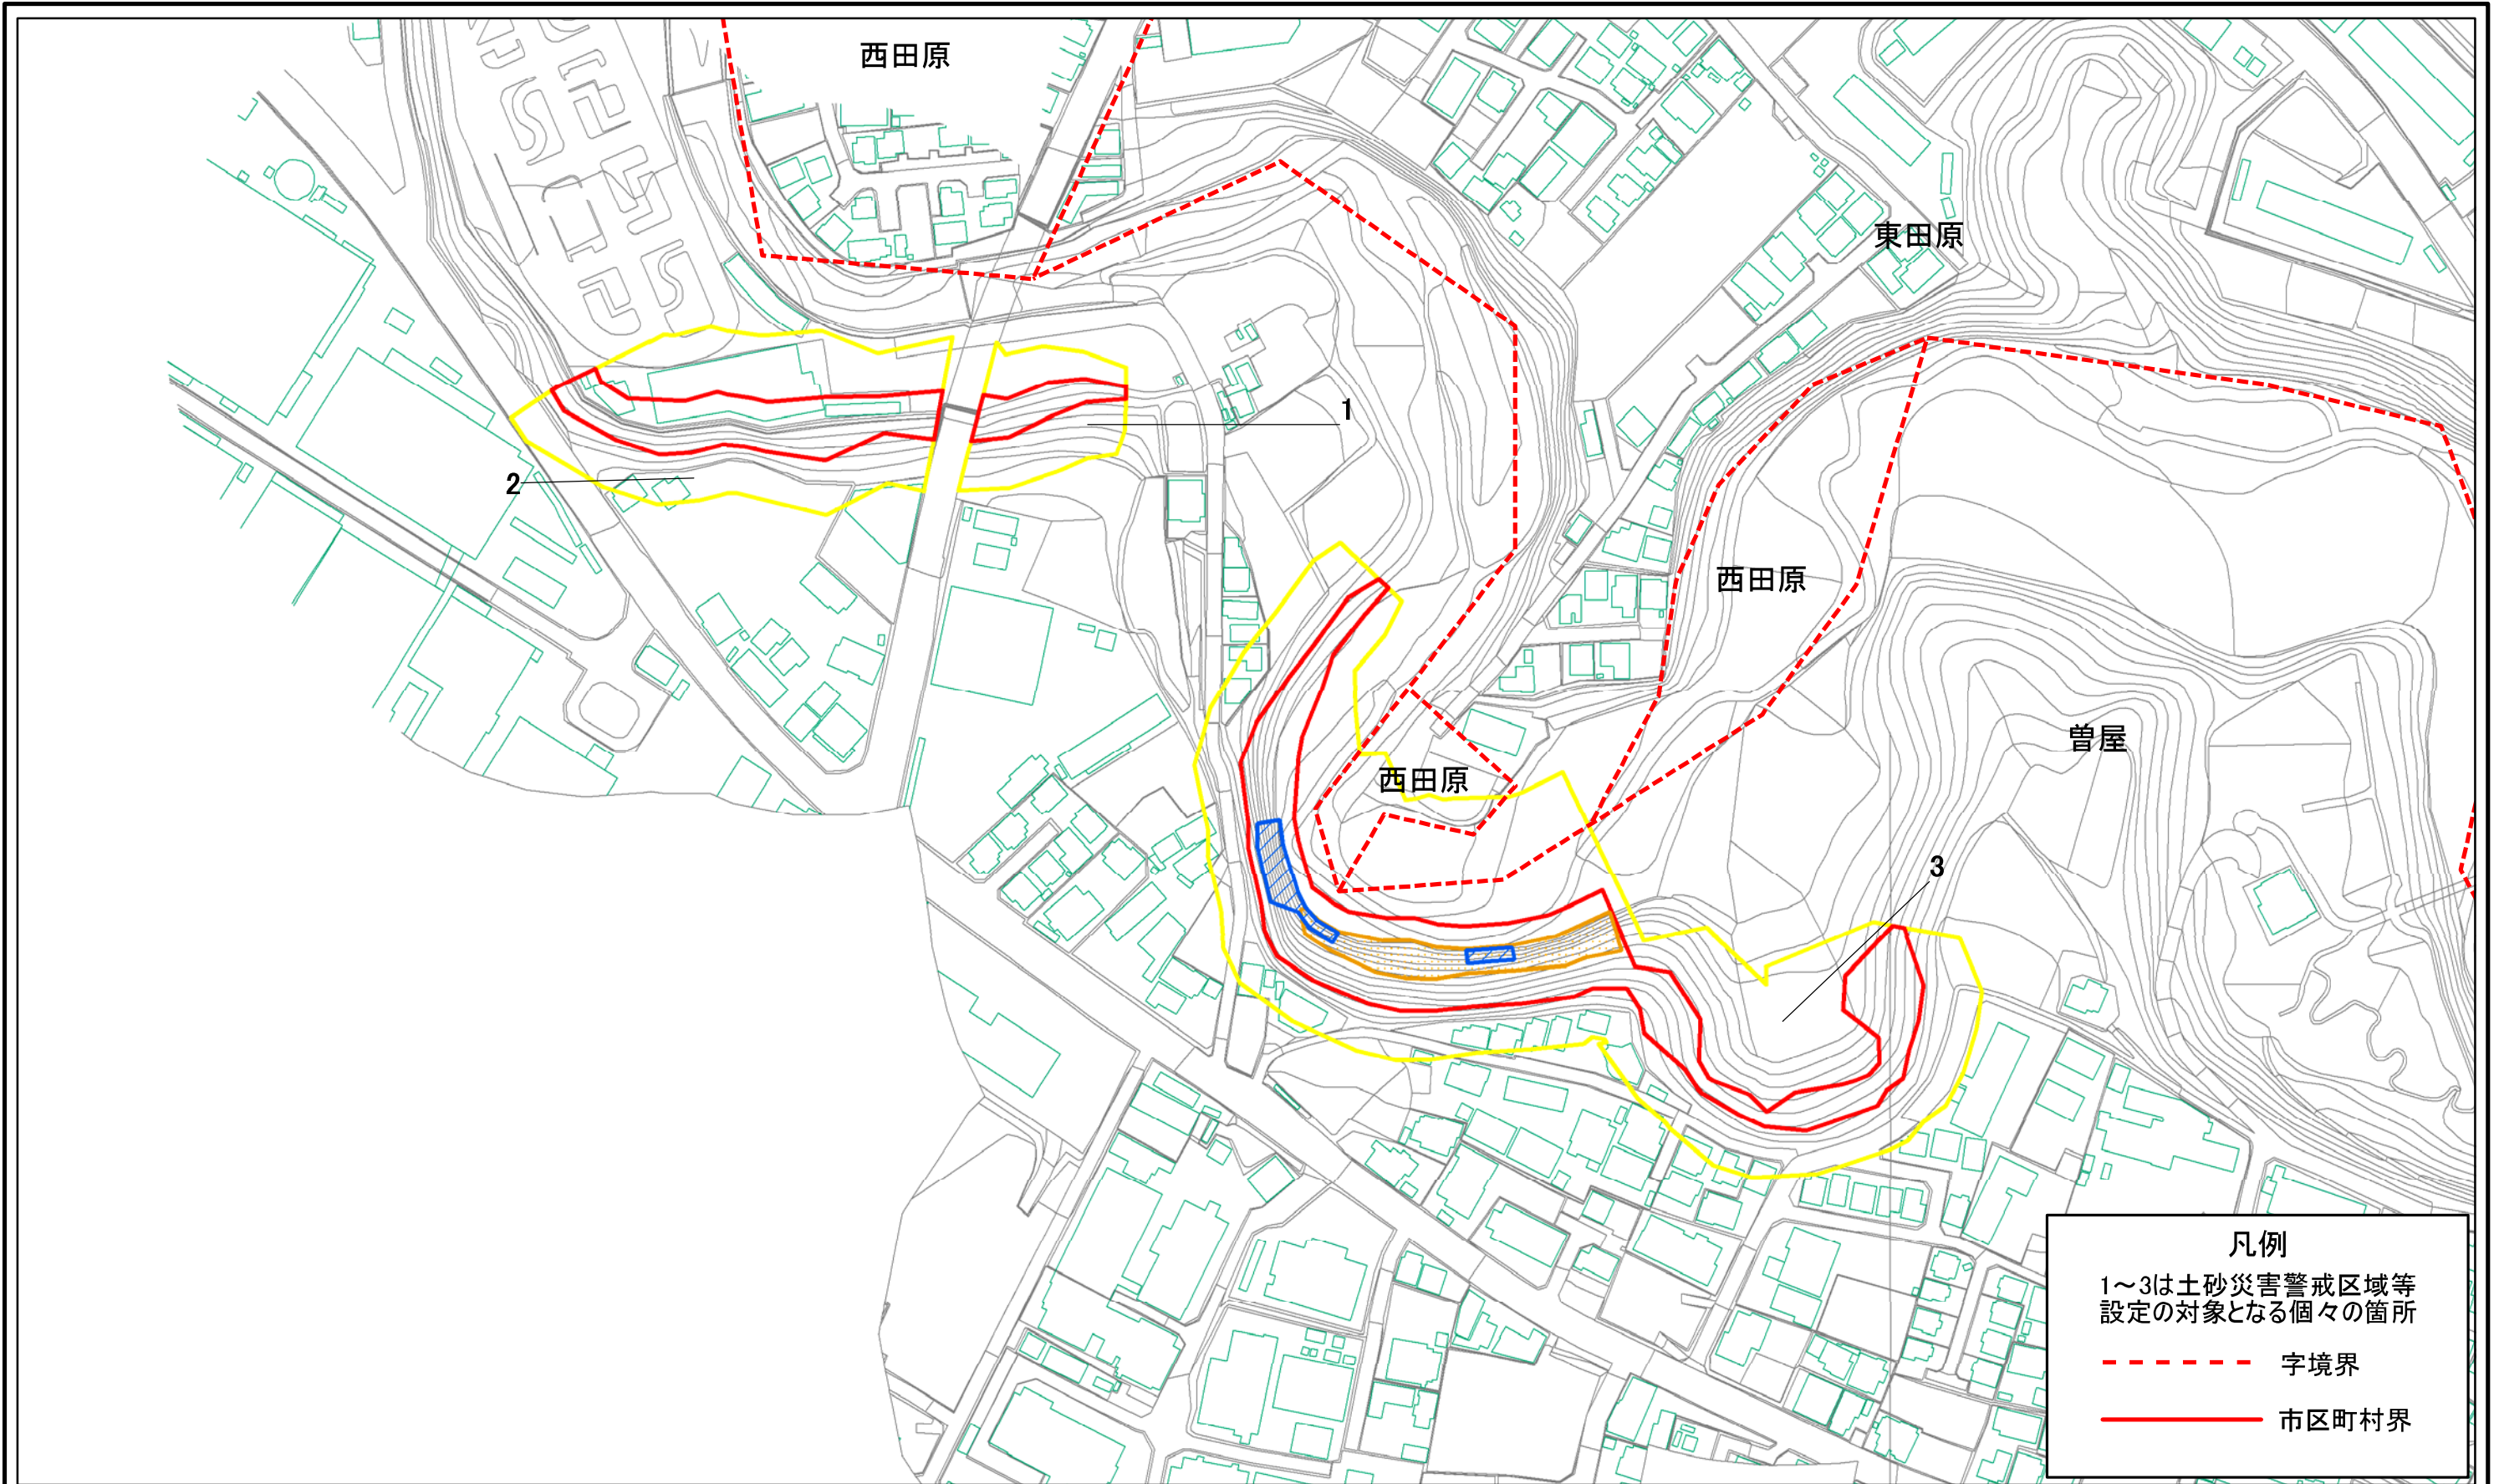 西田原
東田原
1
2
西田原
曽屋
西田原
3
凡例
1～3は土砂災害警戒区域等
設定の対象となる個々の箇所
字境界
市区町村界